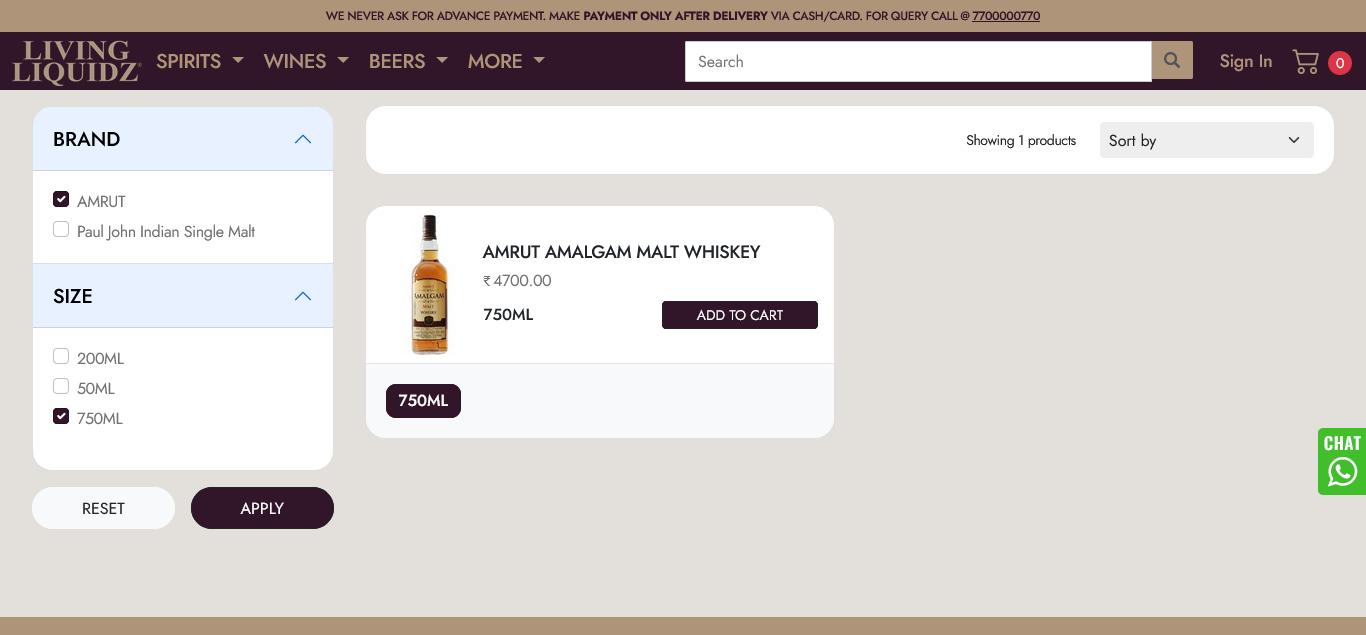 WE NEVER ASK FOR ADVANCE PAYMENT. MAKE PAYMENT ONLY AFTER DELIVERY VIA CASH/CARD. FOR QUERY CALL @ 7700000770
LIVING
LIQUIDZ
SPIRITS
WINES
BEERS
MORE
Search
Sign In
0
BRAND
AMRUT
Paul John Indian Single Malt
SIZE
200ML
50ML
750ML
RESET
APPLY
Showing 1 products
Sort by
AMALGAM
MALT
WHISKY
AMRUT AMALGAM MALT WHISKEY
₹ 4700.00
750ML
ADD TO CART
750ML
CHAT